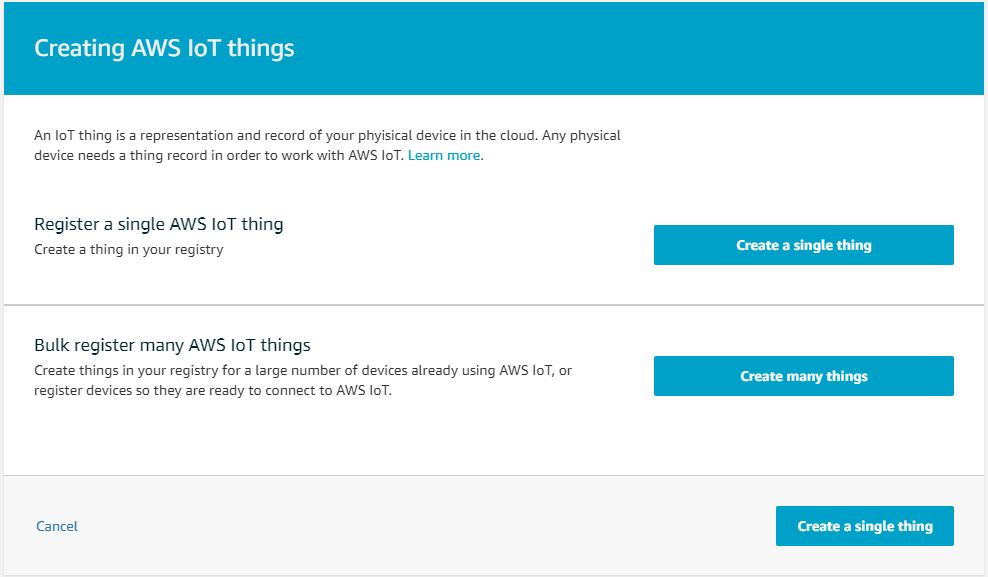 Creating AWS IoT things
An IoT thing is a representation and record of your phyisical device in the cloud. Any physical
device needs a thing record in order to work with AWS IoT. Learn more.
Register a single AWS IoT thing
Create a thing in your registry
Create a single thing
Bulk register many AWS IoT things
Create things in your registry for a large number of devices already using AWS IoT, or
register devices so they are ready to connect to AWS IoT.
Create many things
Cancel
Create a single thing